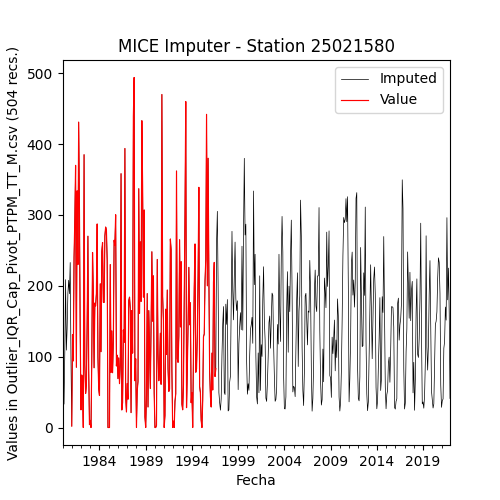 MICE Imputer - Station 25021580
Values in Outlier_IQR_Cap_Pivot_PTPM_TT_M.csv (504 recs.)
500
400
300
200
100
0
Imputed
Value
1984 1989 1994 1999 2004 2009 2014 2019
Fecha